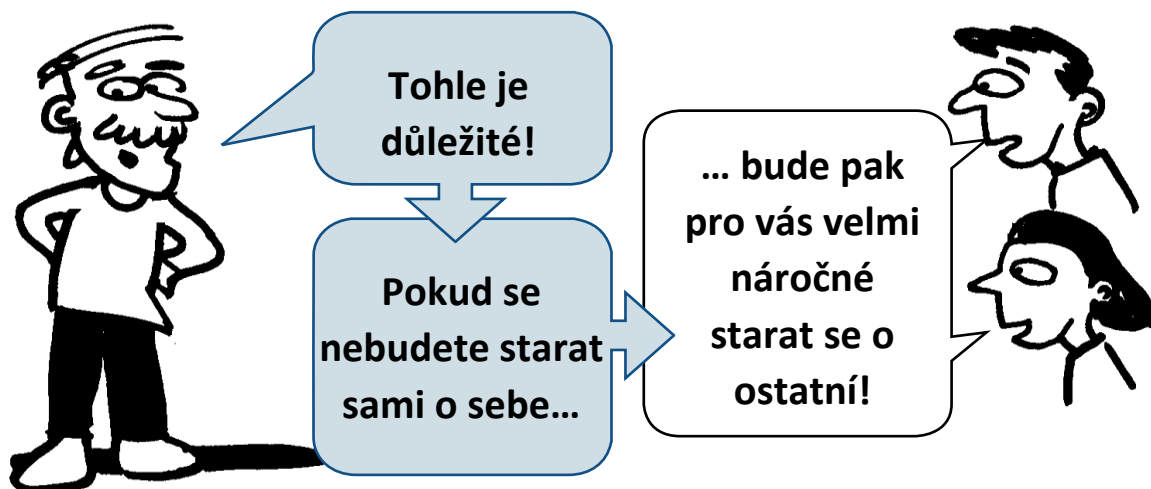 Tohle je
důležité!
Pokud se
nebudete starat
sami o sebe...
... bude pak
pro vás velmi
náročné
starat se o
ostatní!